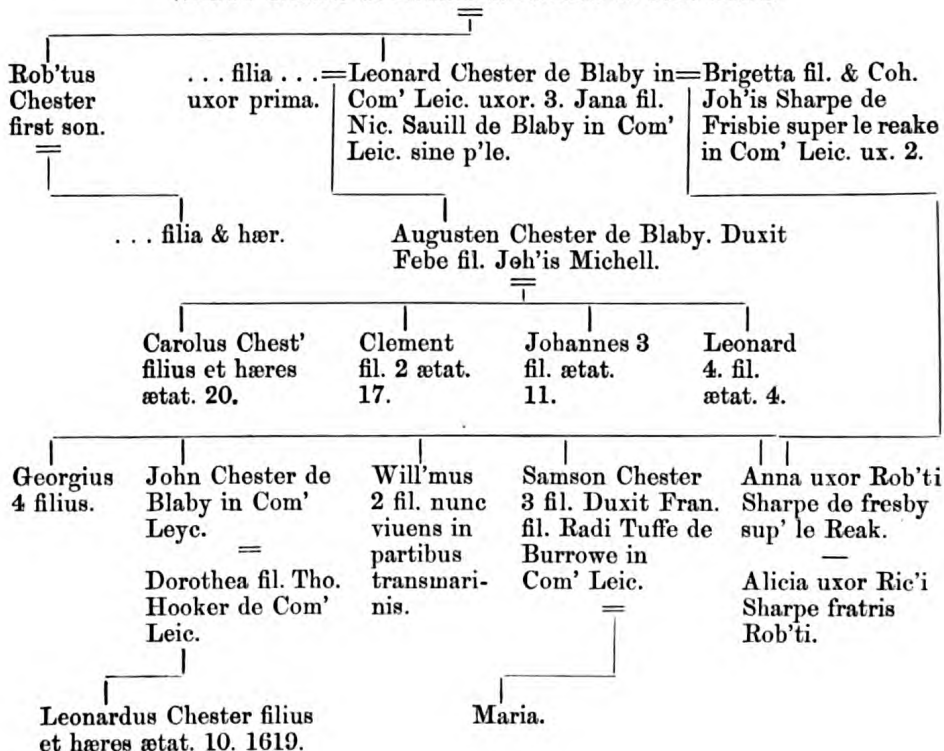 Rob'tus
Chester
first son.
. . . filia . . .
uxor prima.
=Leonard Chester de Blaby in=
Com' Leic. uxor. 3. Jana fil.
Nic. Sauill de Blaby in Com'
Leic. sine p'le.
Brigetta fil. & Coh.
Joh'is Sharpe de
Frisbie super le reake
in Com' Leic. ux. 2.
. . . filia & hær.
Augusten Chester de Blaby. Duxit
Febe fil. Joh'is Michell.
Carolus Chest'
filius et hæres
ætat. 20.
Clement
fil. 2 ætat.
17.
Johannes 3
fil. ætat.
11.
Leonard
4. fil.
ætat. 4.
Georgius
4 filius.
John Chester de
Blaby in Com'
Leyc.
=
Dorothea fil. Tho.
Hooker de Com'
Leic.
Will'mus
2 fil. nunc
viuens in
partibus
transmari-
nis.
Samson Chester
3 fil. Duxit Fran.
fil. Radi Tuffe de
Burrowe in
Com' Leic.
Anna uxor Rob'ti
Sharpe de fresby
sup' le Reak.
—
Alicia uxor Ric'i
Sharpe fratris
Rob'ti.
Leonardus Chester filius
et hæres ætat. 10. 1619.
Maria.